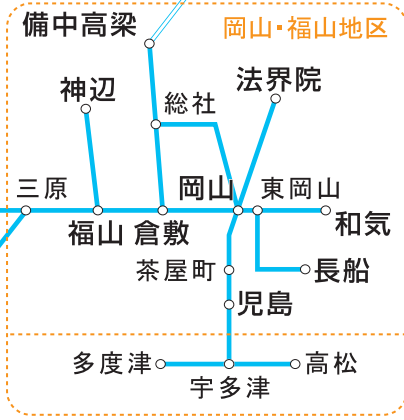 備中高梁
岡山・福山地区
神辺
総社
法界院
三原
岡山
東岡山
福山
倉敷
和気
茶屋町
長船
児島
多度津
高松
宇多津